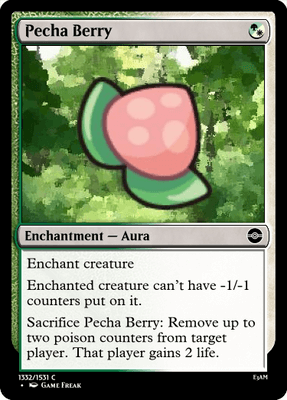 Pecha Berry
Enchantment — Aura
Enchant creature
Enchanted creature can't have -1/-1
counters put on it.
Sacrifice Pecha Berry: Remove up to
two poison counters from target
player. That player gains 2 life.
1332/1531 C
E3AM
• Game Freak